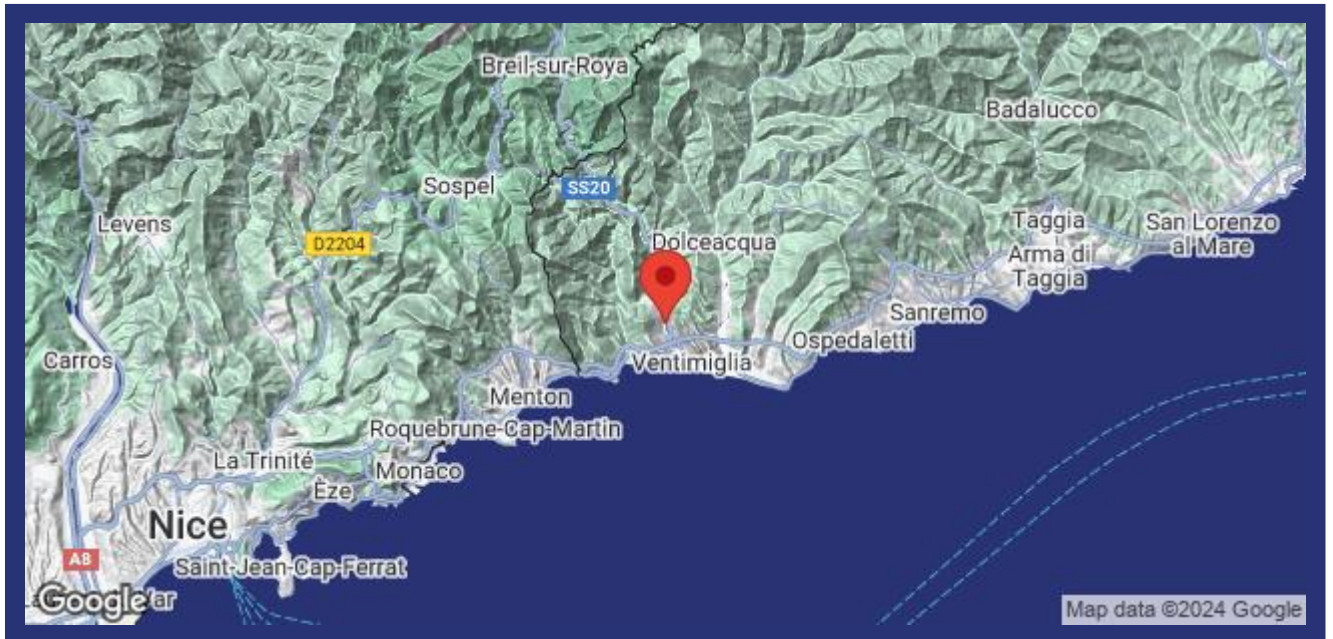 Breil-sur-Roya
Badalucco
Sospel
SS20
Levens
D2204
Dolceacqua
Taggia
San Lorenzo
al Mare
Arma di
Taggia
Sanremo
Ospedaletti
Carros
Ventimiglia
Menton
Roquebrune-Cap-Martin
La Trinité
Monaco
Èze
Nice
A8
Saint-Jean-Cap-Ferrat
Google
Map data ©2024 Google